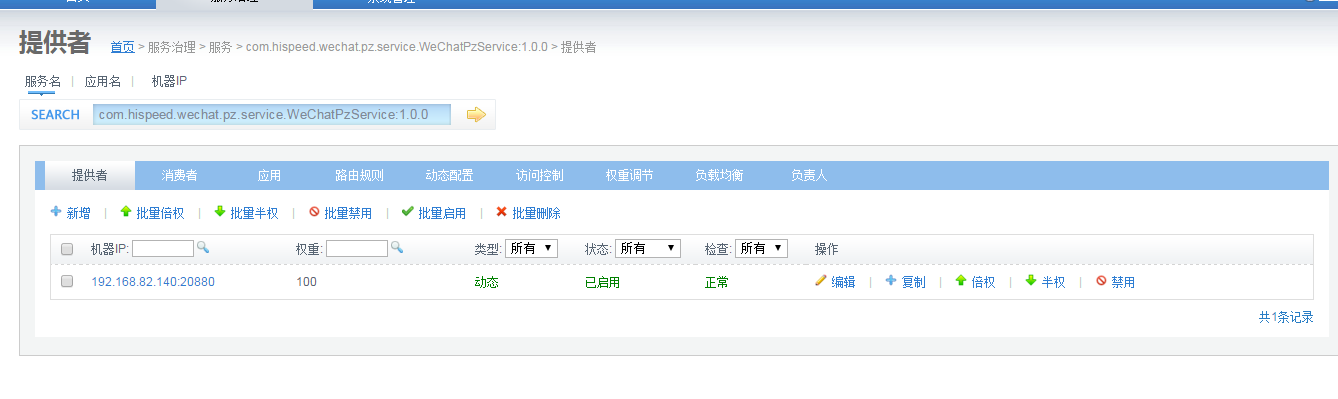 提供者 首页 > 服务治理 > 服务 > com.hispeed.wechat.pz.service.WeChatPzService:1.0.0 > 提供者
服务名 | 应用名 | 机器IP
SEARCH com.hispeed.wechat.pz.service.WeChatPzService:1.0.0
提供者 消费者 应用 路由规则 动态配置 访问控制 权重调节 负载均衡 负责人
新增 | 批量倍权 | 批量半权 | 批量禁用 | 批量启用 | 批量删除
机器IP: 权重: 类型: 所有 状态: 所有 检查: 所有 操作
192.168.82.140:20880 100 动态 已启用 正常 编辑 | 复制 | 倍权 | 半权 | 禁用
共1条记录